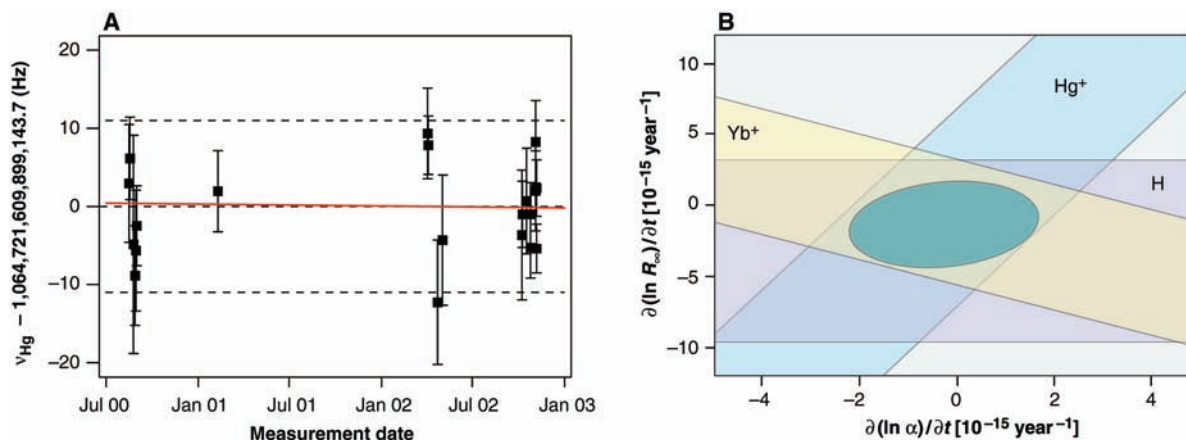 A
ν_Hg – 1,064,721,609,899,143.7 (Hz)
20
10
0
–10
–20
Jul 00
Jan 01
Jul 01
Jan 02
Jul 02
Jan 03
Measurement date
B
∂(ln R∞)/∂t [10⁻¹⁵ year⁻¹]
10
5
0
–5
–10
Hg⁺
Yb⁺
H
–4
–2
0
2
4
∂(ln α)/∂t [10⁻¹⁵ year⁻¹]